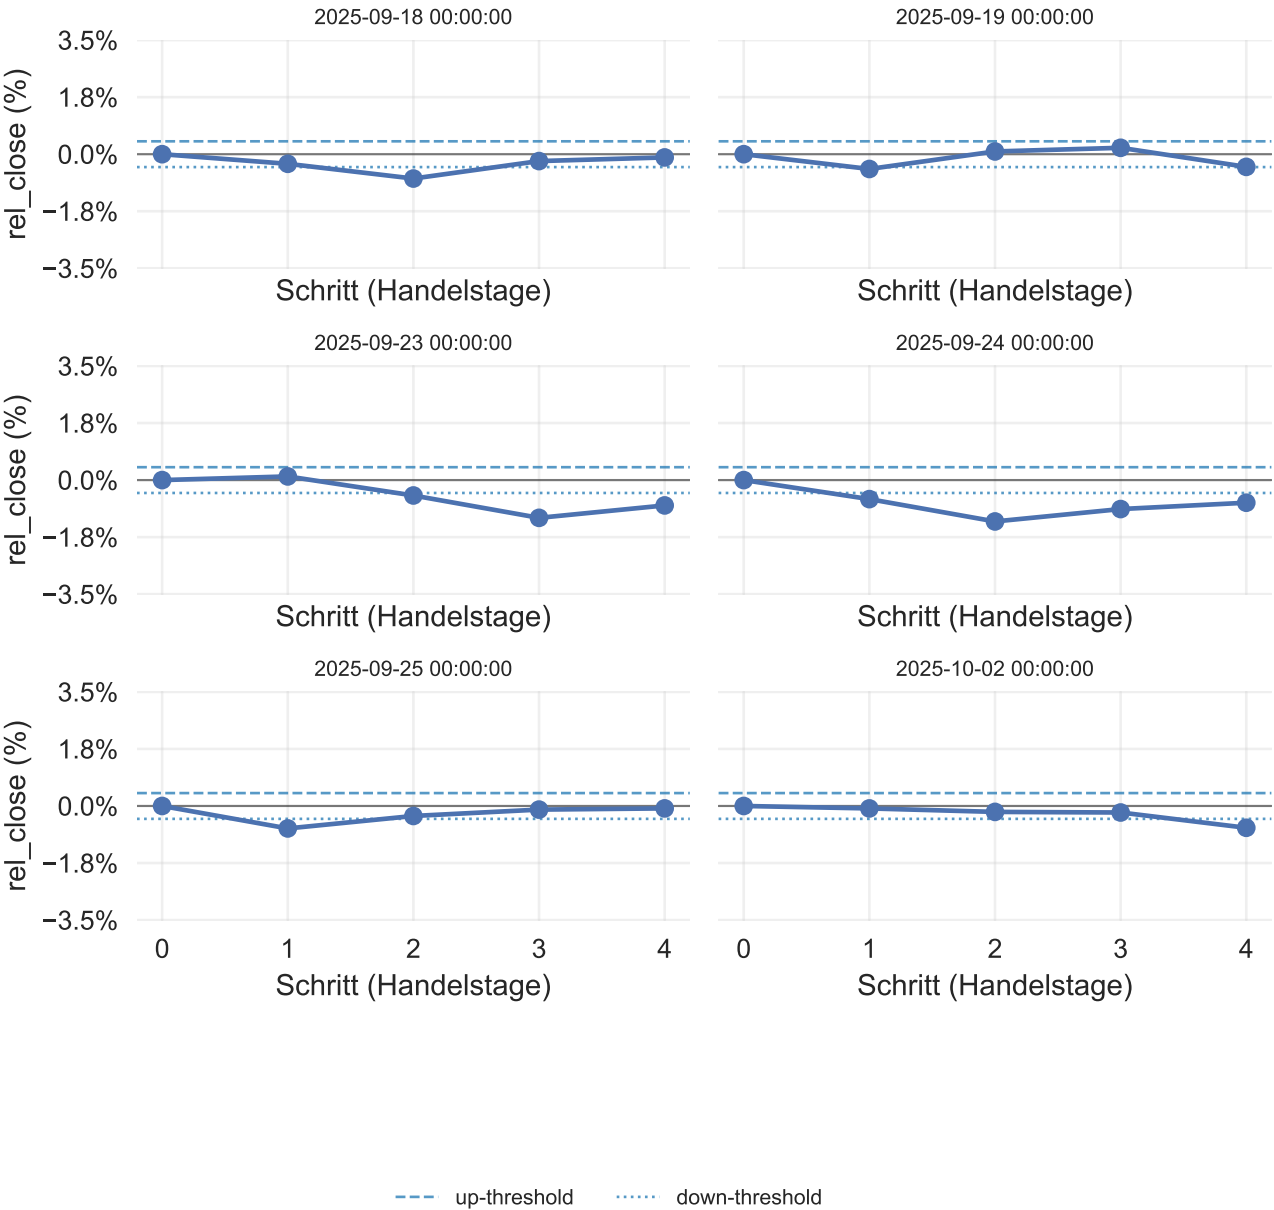 2025-09-18 00:00:00 2025-09-19 00:00:00
3.5%
1.8%
0.0%
−1.8%
−3.5%
rel_close (%)
Schritt (Handelstage) Schritt (Handelstage)
2025-09-23 00:00:00 2025-09-24 00:00:00
3.5%
1.8%
0.0%
−1.8%
−3.5%
rel_close (%)
Schritt (Handelstage) Schritt (Handelstage)
2025-09-25 00:00:00 2025-10-02 00:00:00
3.5%
1.8%
0.0%
−1.8%
−3.5%
rel_close (%)
0 1 2 3 4 0 1 2 3 4
Schritt (Handelstage) Schritt (Handelstage)
up-threshold down-threshold